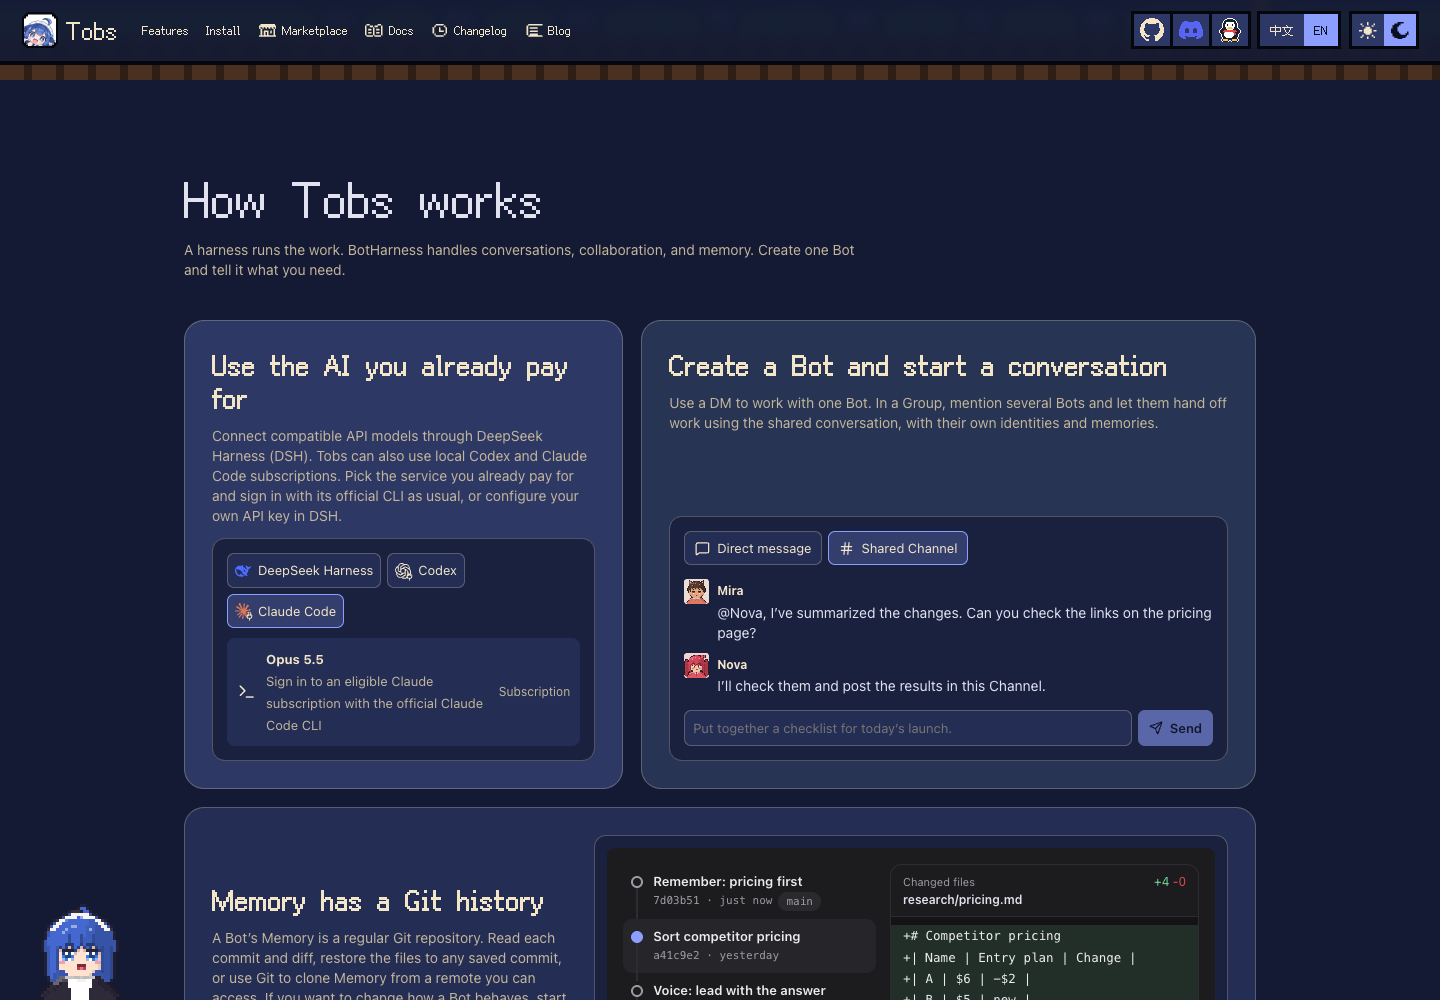 Tobs
Features
Install
Marketplace
Docs
Changelog
Blog
中文
EN
How Tobs works
A harness runs the work. BotHarness handles conversations, collaboration, and memory. Create one Bot
and tell it what you need.
Use the AI you already pay
for
Connect compatible API models through DeepSeek
Harness (DSH). Tobs can also use local Codex and Claude
Code subscriptions. Pick the service you already pay for
and sign in with its official CLI as usual, or configure your
own API key in DSH.
DeepSeek Harness
Codex
Claude Code
Opus 5.5
Sign in to an eligible Claude
subscription with the official Claude
Code CLI
Subscription
Create a Bot and start a conversation
Use a DM to work with one Bot. In a Group, mention several Bots and let them hand off
work using the shared conversation, with their own identities and memories.
Direct message
Shared Channel
Mira
@Nova, I’ve summarized the changes. Can you check the links on the pricing
page?
Nova
I’ll check them and post the results in this Channel.
Put together a checklist for today’s launch.
Send
Memory has a Git history
A Bot’s Memory is a regular Git repository. Read each
commit and diff, restore the files to any saved commit,
or use Git to clone Memory from a remote you can
access. If you want to change how a Bot behaves, start
Remember: pricing first
7d03b51 · just now main
Sort competitor pricing
a41c9e2 · yesterday
Voice: lead with the answer
Changed files
+4 -0
research/pricing.md
+# Competitor pricing
+| Name | Entry plan | Change |
+| A | $6 | −$2 |
+| B | $5 | new |